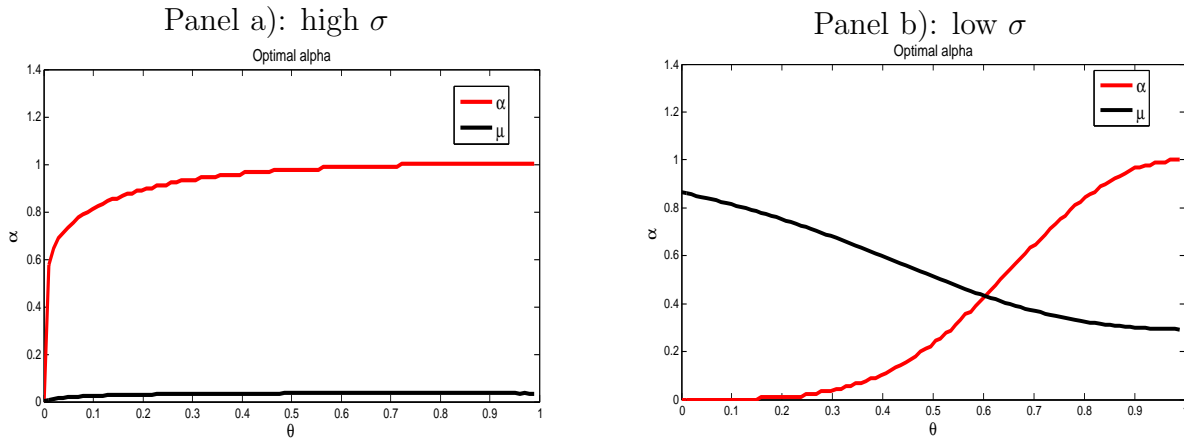 Panel a): high σ
Optimal alpha
1.4
1.2
1
0.8
0.6
0.4
0.2
0
α
α
μ
0 0.1 0.2 0.3 0.4 0.5 0.6 0.7 0.8 0.9 1
θ
Panel b): low σ
Optimal alpha
1.4
1.2
1
0.8
0.6
0.4
0.2
0
α
α
μ
0 0.1 0.2 0.3 0.4 0.5 0.6 0.7 0.8 0.9 1
θ